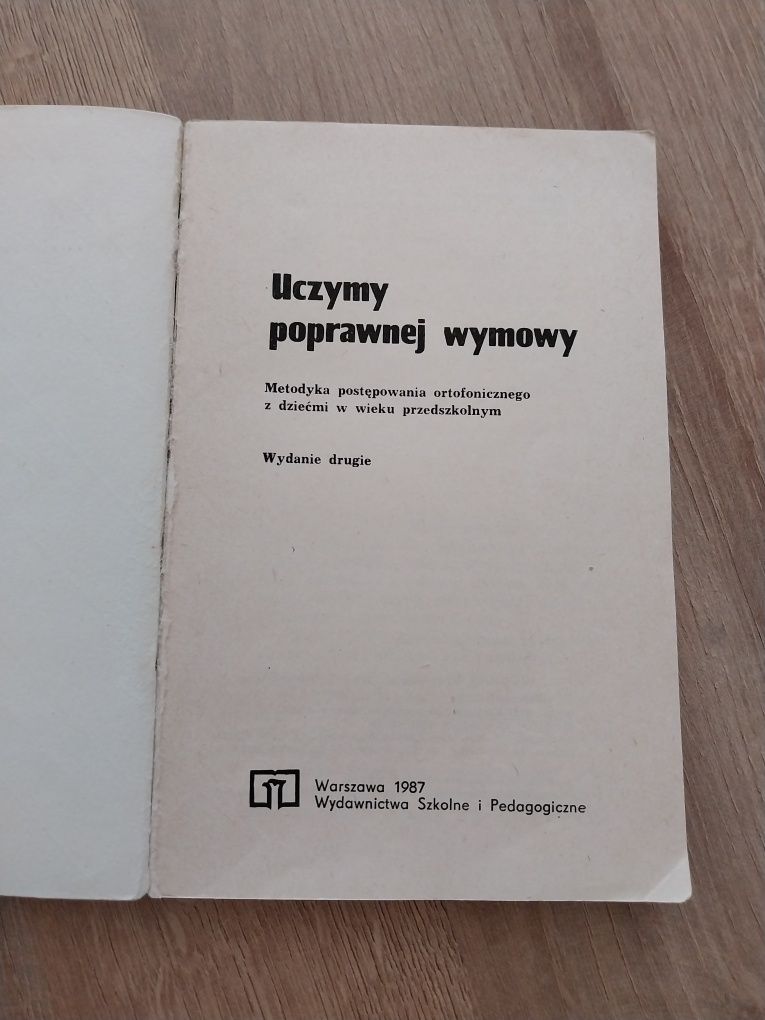 Uczymy
poprawnej wymowy
Metodyka postępowania ortofonicznego
z dziećmi w wieku przedszkolnym
Wydanie drugie
Warszawa 1987
Wydawnictwa Szkolne i Pedagogiczne